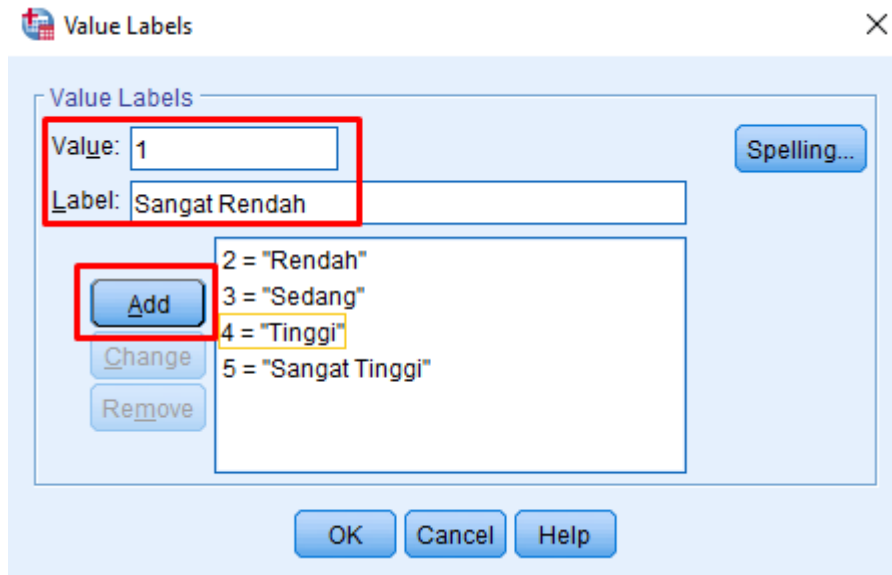 Value Labels
Value Labels
Value: 1
Spelling...
Label: Sangat Rendah
2 = "Rendah"
3 = "Sedang"
4 = "Tinggi"
5 = "Sangat Tinggi"
Add
Change
Remove
OK Cancel Help